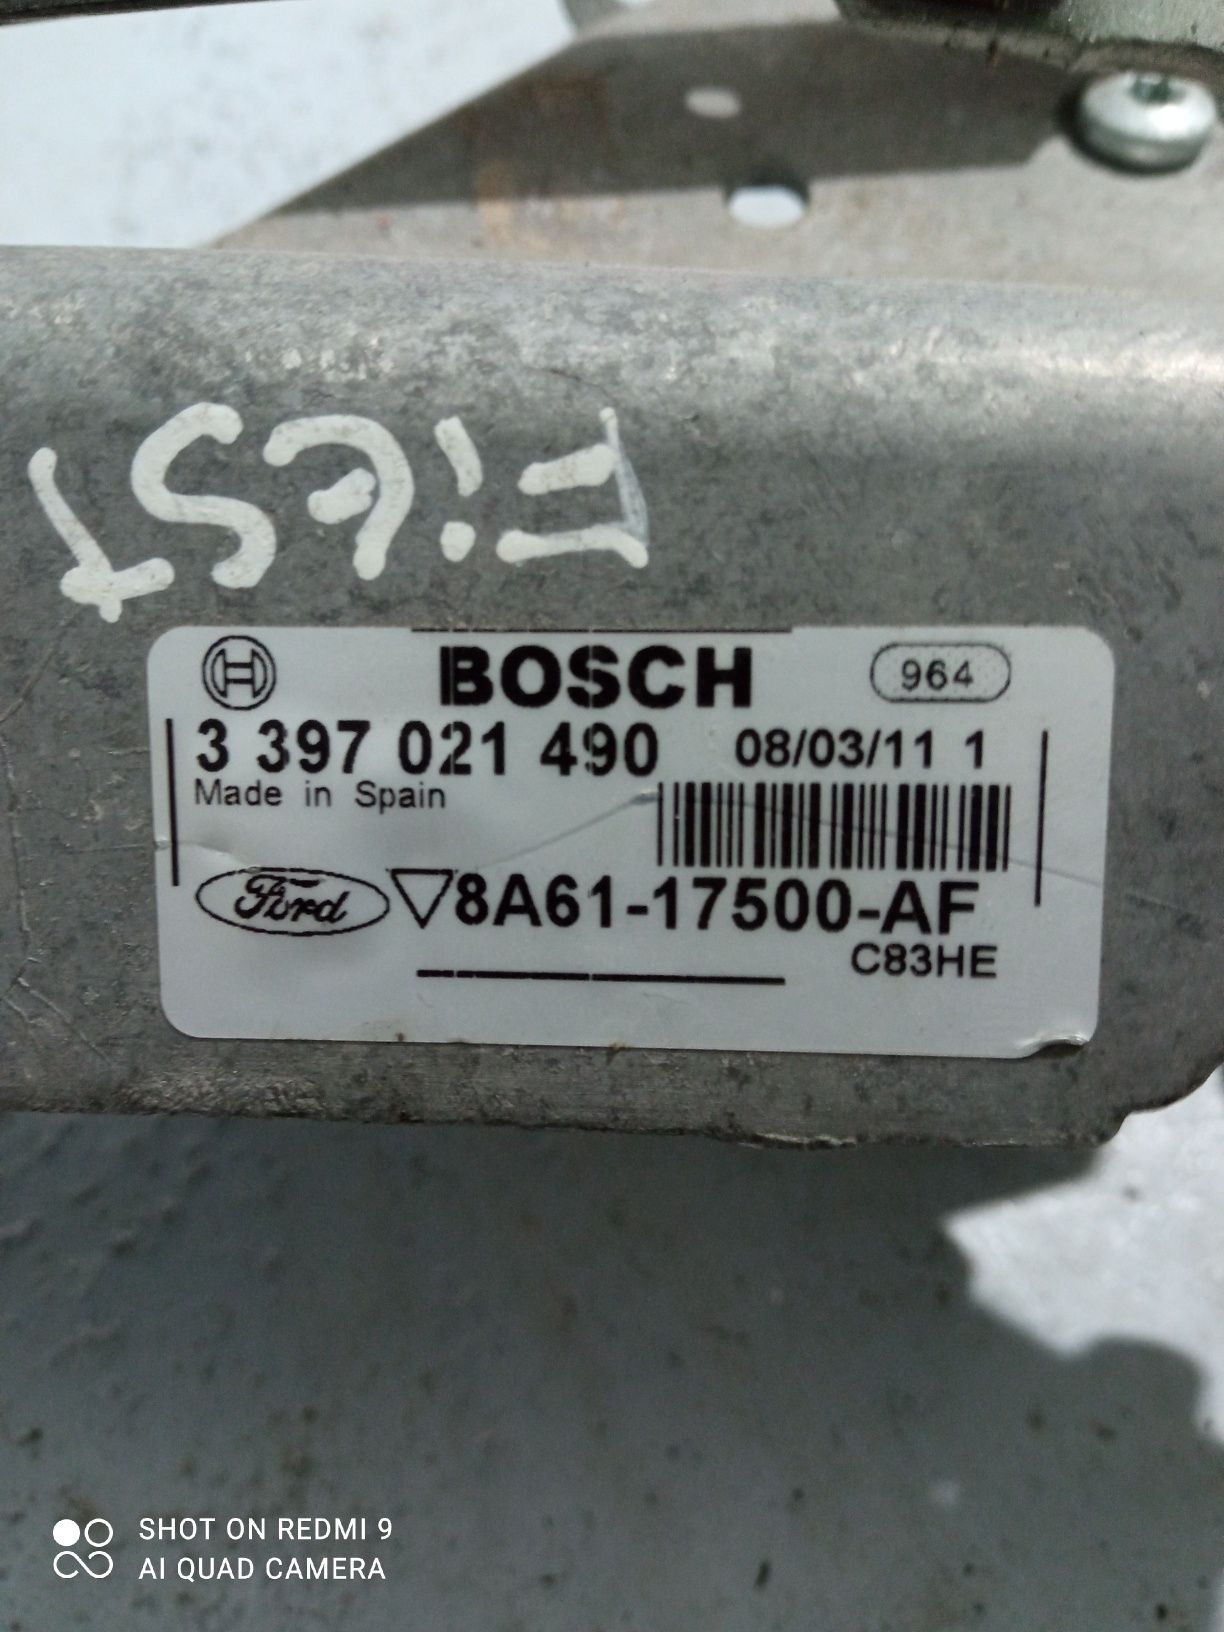 Fiest
BOSCH
964
3 397 021 490
08/03/11 1
Made in Spain
Ford
8A61-17500-AF
C83HE
SHOT ON REDMI 9
AI QUAD CAMERA